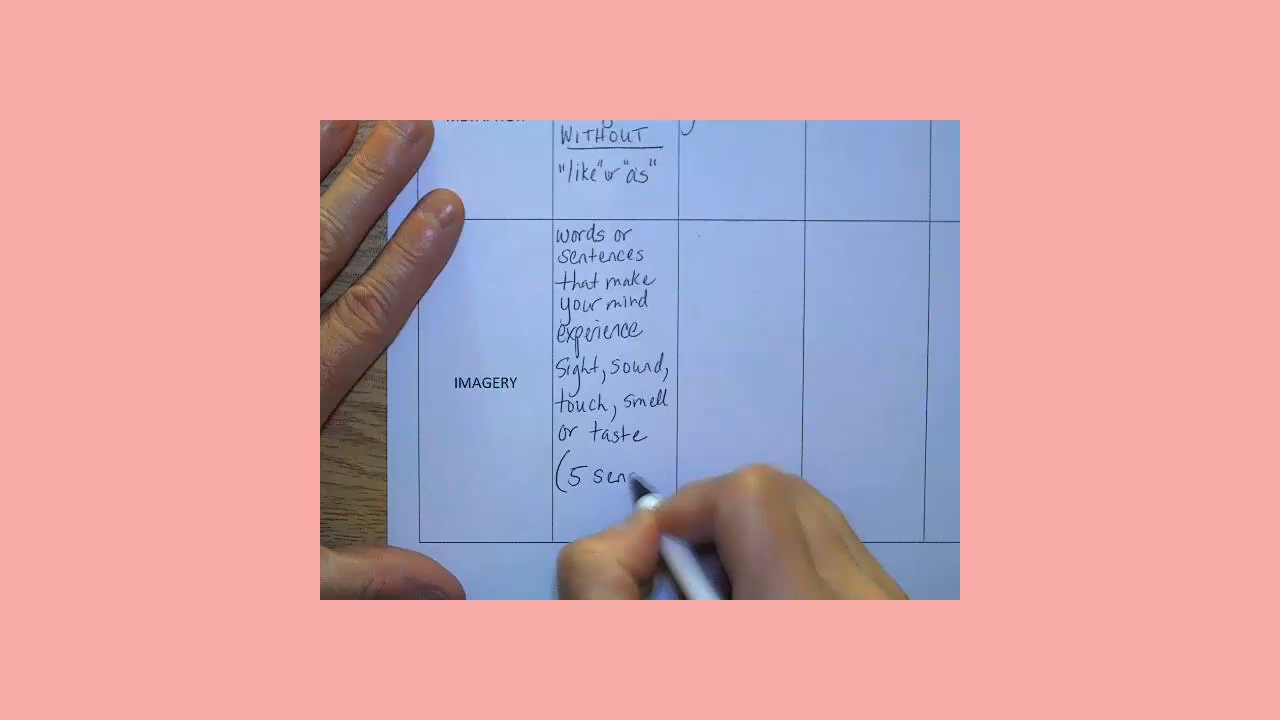 WITHOUT
"like" or "as"
IMAGERY
words or
sentences
that make
your mind
experience
sight, sound,
touch, smell
or taste
(5 sen